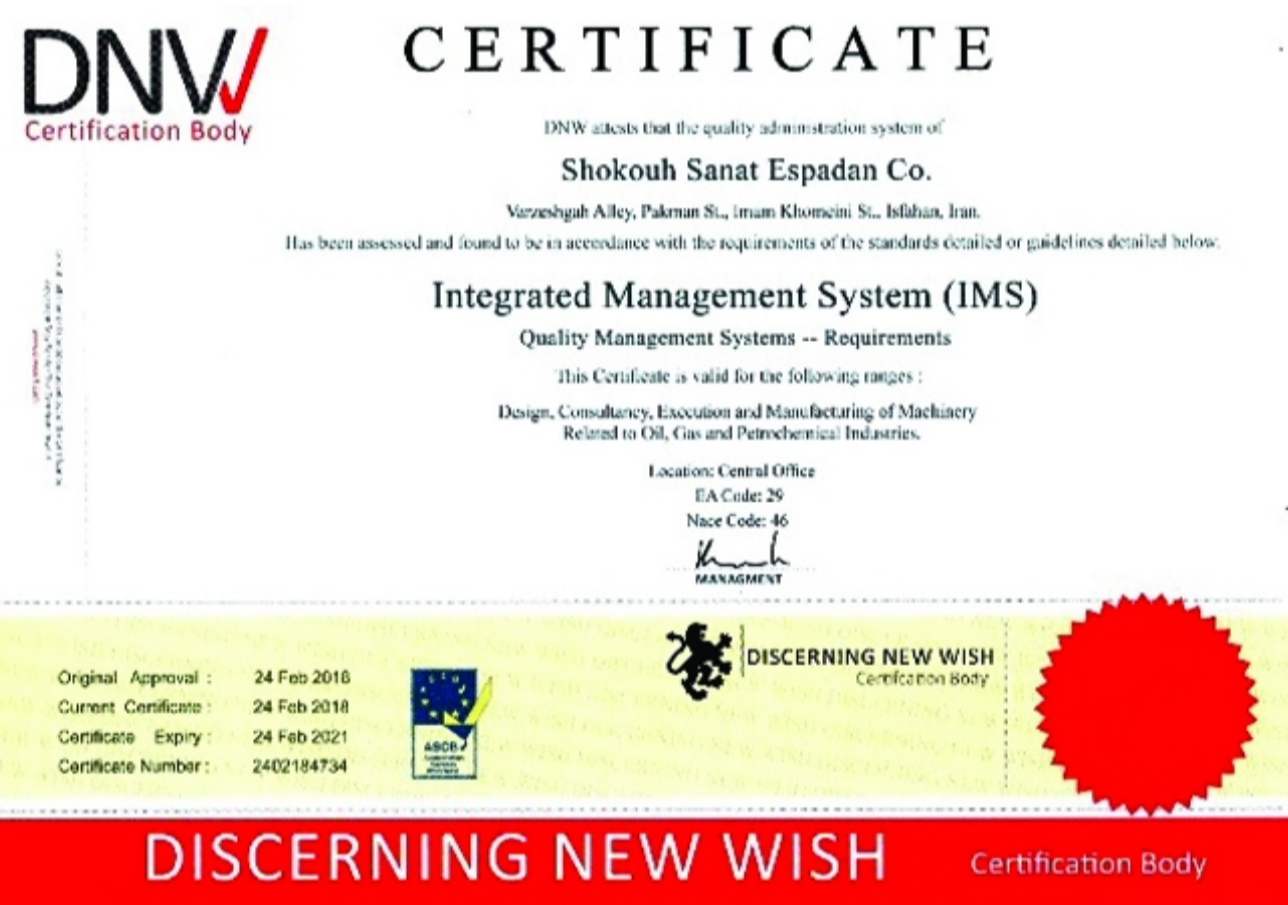 DNW
Certification Body
CERTIFICATE
DNW attests that the quality administration system of
Shokouh Sanat Espadan Co.
Varzeshgah Alley, Pakman St., Imam Khomeini St., Isfahan, Iran.
Has been assessed and found to be in accordance with the requirements of the standards detailed or guidelines detailed below:
Integrated Management System (IMS)
Quality Management Systems -- Requirements
This Certificate is valid for the following ranges :
Design, Consultancy, Execution and Manufacturing of Machinery
Related to Oil, Gas and Petrochemical Industries.
Location: Central Office
EA Code: 29
Nace Code: 46
MANAGMENT
Original Approval : 24 Feb 2018
Current Certificate : 24 Feb 2018
Certificate Expiry : 24 Feb 2021
Certificate Number : 2402184734
ASCB
DISCERNING NEW WISH
Certification Body
DISCERNING NEW WISH
Certification Body